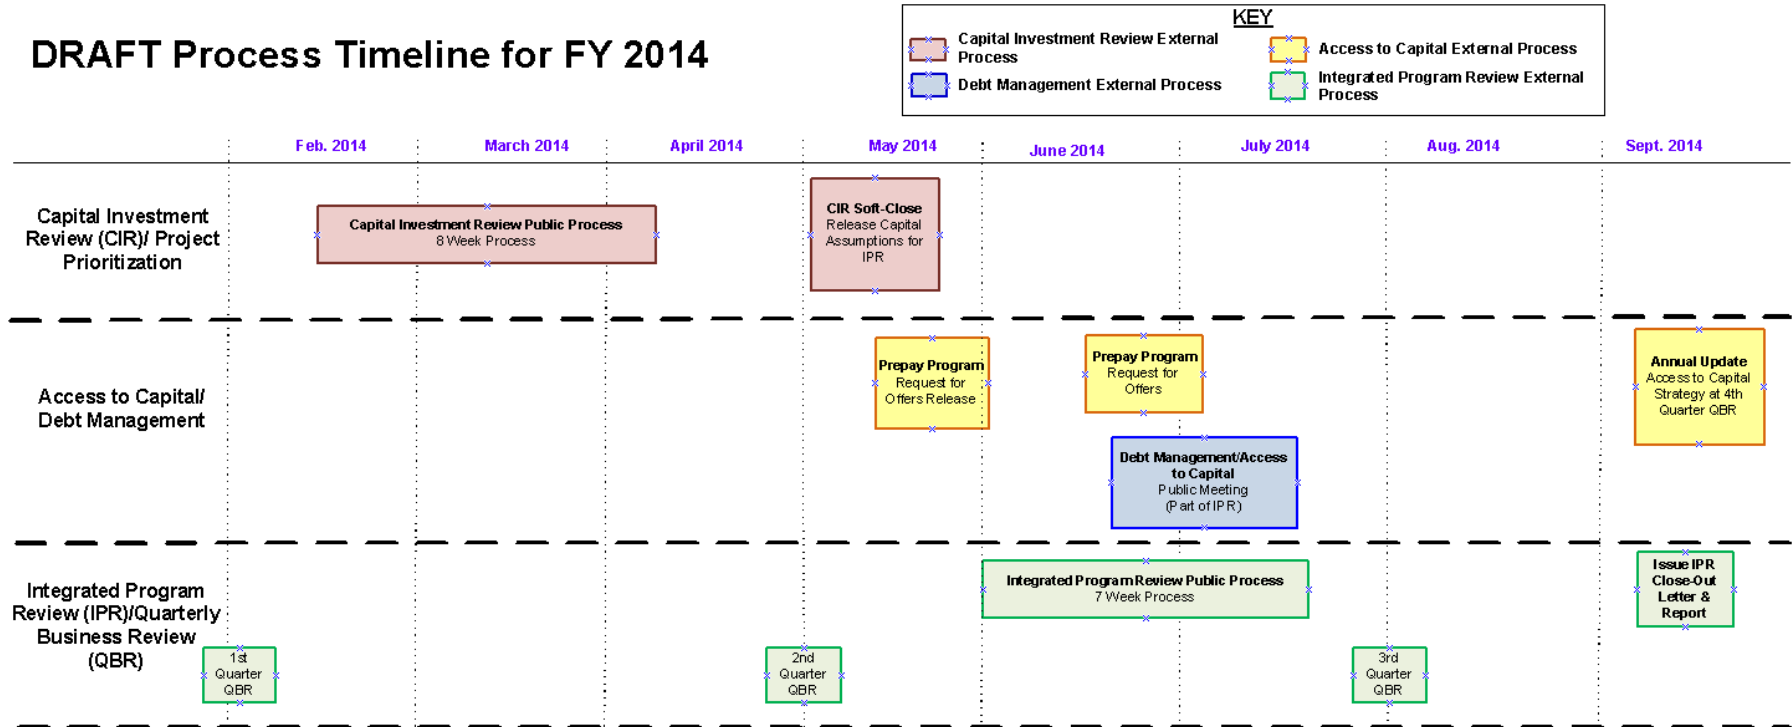 DRAFT Process Timeline for FY 2014
KEY
Capital Investment Review External
Process
Access to Capital External Process
Debt Management External Process
Integrated Program Review External
Process
Feb. 2014
March 2014
April 2014
May 2014
June 2014
July 2014
Aug. 2014
Sept. 2014
Capital Investment
Review (CIR)/ Project
Prioritization
Capital Investment Review Public Process
8 Week Process
CIR Soft-Close
Release Capital
Assumptions for
IPR
Access to Capital/
Debt Management
Prepay Program
Request for
Offers Release
Prepay Program
Request for
Offers
Debt Management/Access
to Capital
Public Meeting
(Part of IPR)
Annual Update
Access to Capital
Strategy at 4th
Quarter QBR
Integrated Program
Review (IPR)/Quarterly
Business Review
(QBR)
Integrated Program Review Public Process
7 Week Process
Issue IPR
Close-Out
Letter &
Report
1st
Quarter
QBR
2nd
Quarter
QBR
3rd
Quarter
QBR